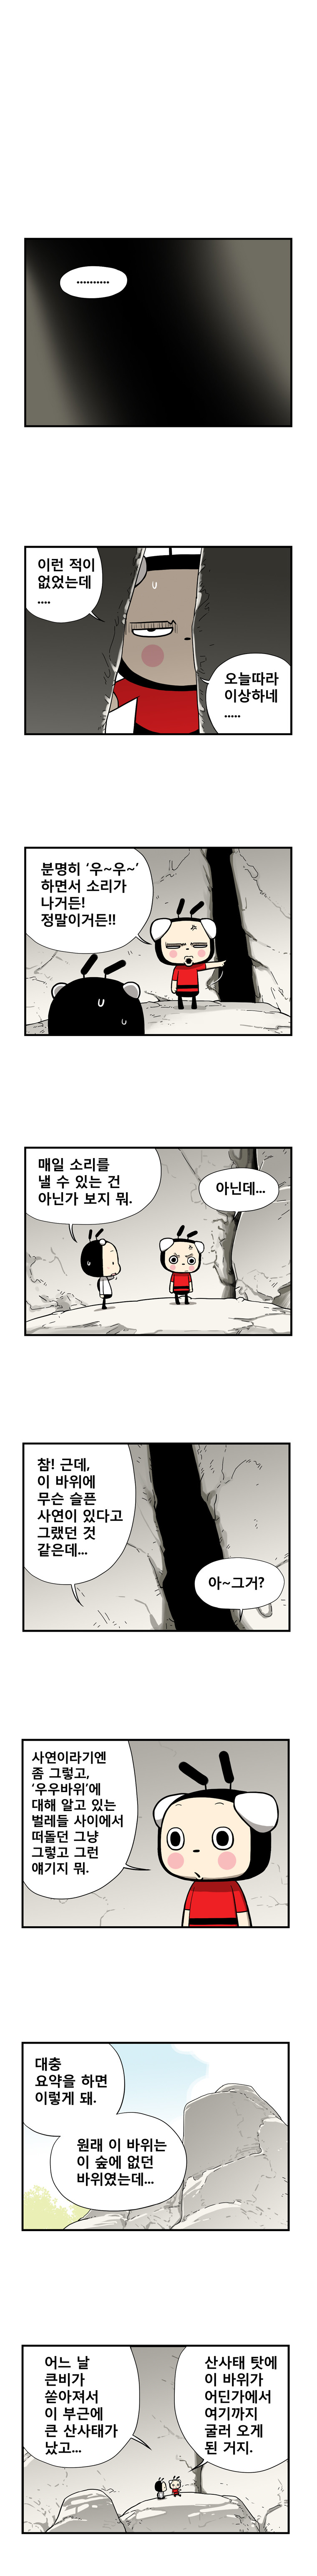 ..........
이런 적이
없었는데
....
오늘따라
이상하네
.....
분명히 ‘우~우~’
하면서 소리가
나거든!
정말이거든!!
매일 소리를
낼 수 있는 건
아닌가 보지 뭐.
아닌데...
참! 근데,
이 바위에
무슨 슬픈
사연이 있다고
그랬던 것
같은데...
아~그거?
사연이라기엔
좀 그렇고,
‘우우바위’에
대해 알고 있는
벌레들 사이에서
떠돌던 그냥
그렇고 그런
얘기지 뭐.
대충
요약을 하면
이렇게 돼.
원래 이 바위는
이 숲에 없던
바위였는데...
어느 날
큰비가
쏟아져서
이 부근에
큰 산사태가
났고...
산사태 탓에
이 바위가
어딘가에서
여기까지
굴러 오게
된 거지.